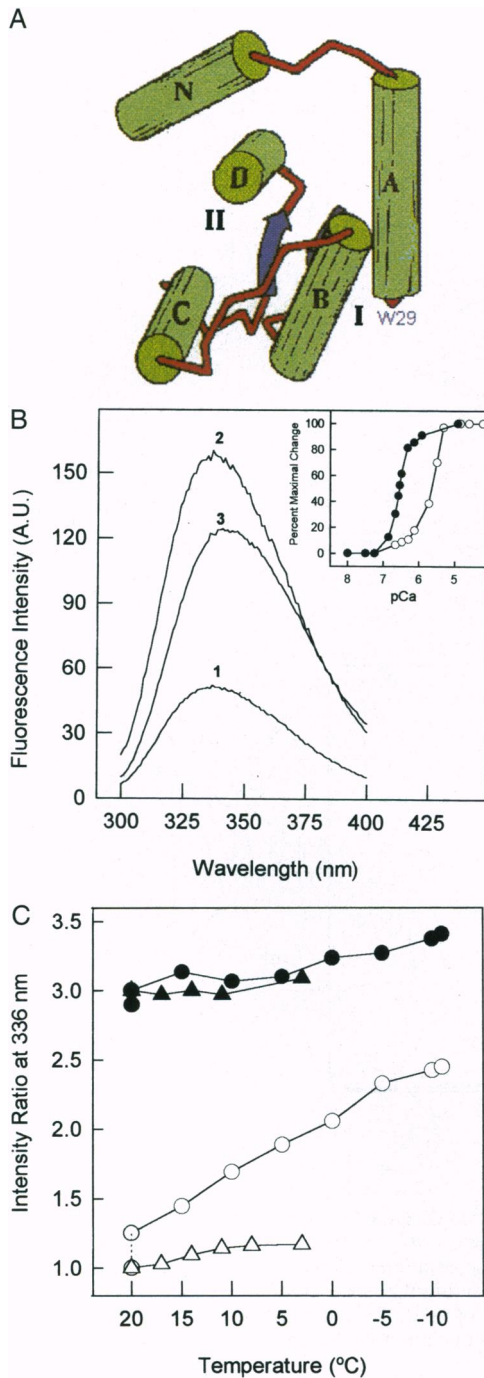 A
N
A
D
II
B
C
I
W29
B
2
3
1
150
120
90
60
30
0
Fluorescence Intensity (A.U.)
300 325 350 375 400 425
Wavelength (nm)
100
80
60
40
20
0
Percent Maximal Change
8 7 6 5
pCa
C
3.5
3.0
2.5
2.0
1.5
1.0
Intensity Ratio at 336 nm
20 15 10 5 0 -5 -10
Temperature (ºC)